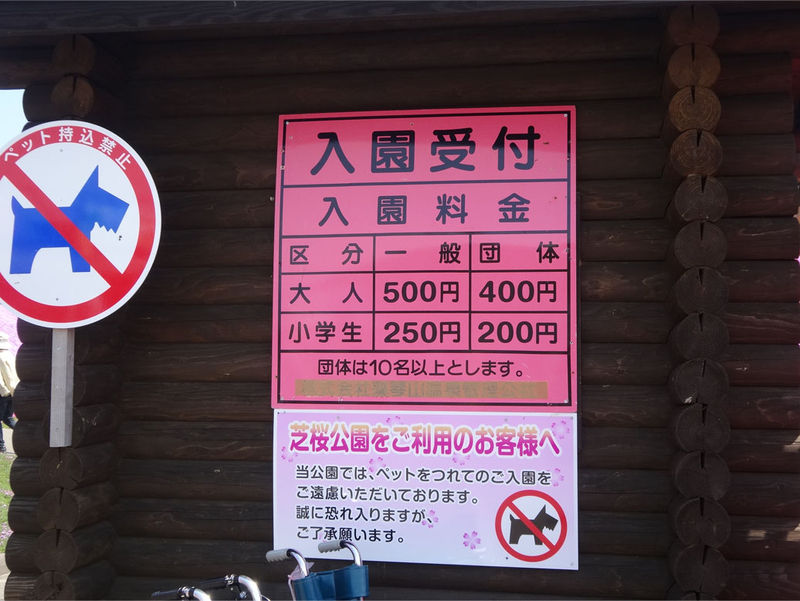 ペット持込禁止
入園受付
入園料金
区分 一般 団体
大人 500円 400円
小学生 250円 200円
団体は10名以上とします。
芝桜公園をご利用のお客様へ
当公園では、ペットをつれてのご入園を
ご遠慮いただいております。
誠に恐れ入りますが、
ご了承願います。